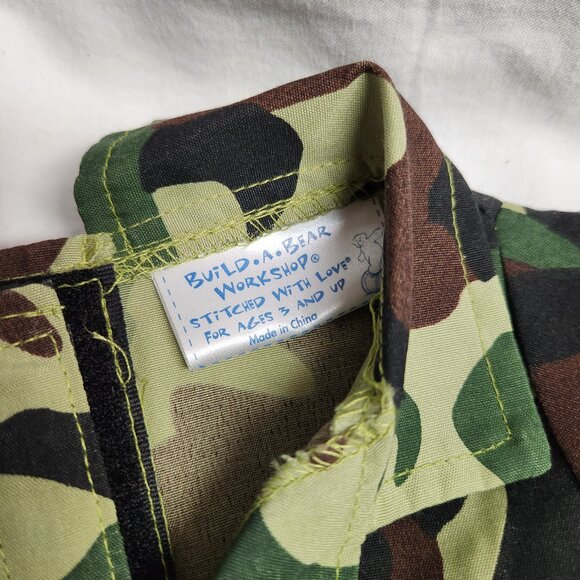 BUILD-A-BEAR
WORKSHOP®
STITCHED WITH LOVE®
FOR AGES 3 AND UP
Made in China